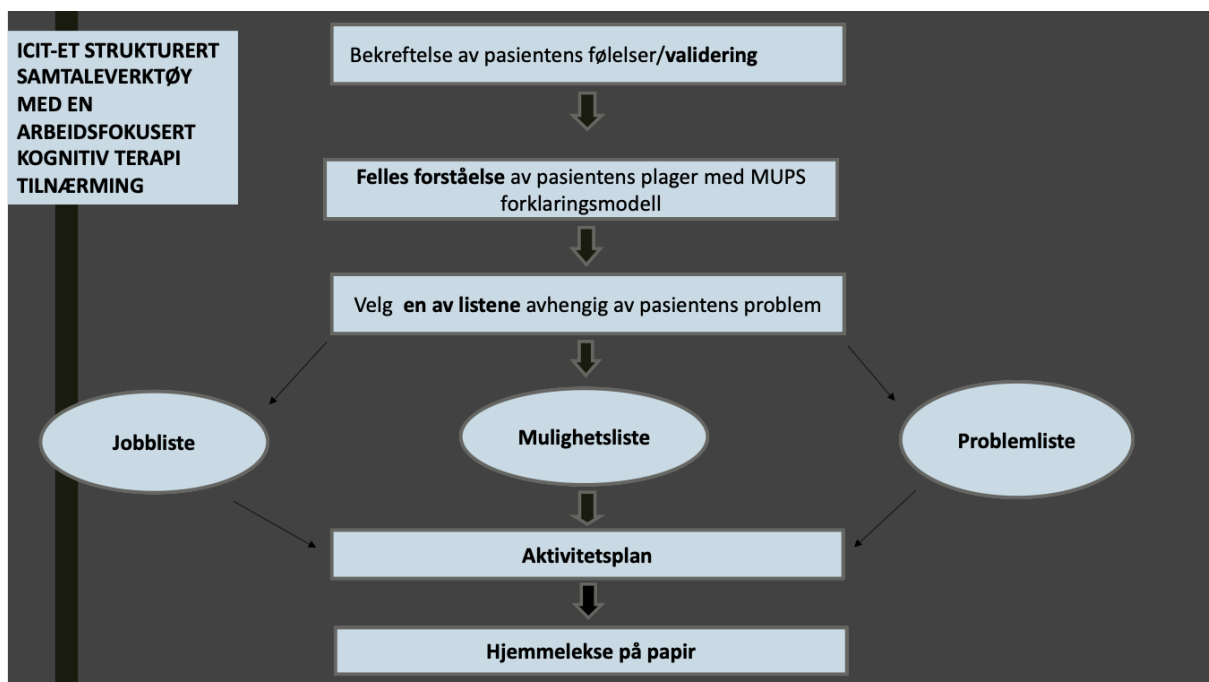 ICIT-ET STRUKTURERT
SAMTALEVERKTØY
MED EN
ARBEIDSFOKUSERT
KOGNITIV TERAPI
TILNÆRMING
Bekreftelse av pasientens følelser/validering
Felles forståelse av pasientens plager med MUPS
forklaringsmodell
Velg en av listene avhengig av pasientens problem
Jobbliste
Mulighetsliste
Problemliste
Aktivitetsplan
Hjemmelekse på papir